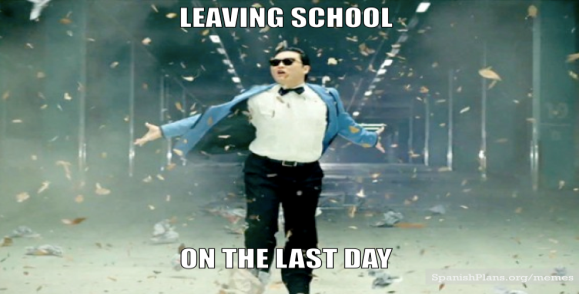 LEAVING SCHOOL
ON THE LAST DAY
SpanishPlans.org/memes